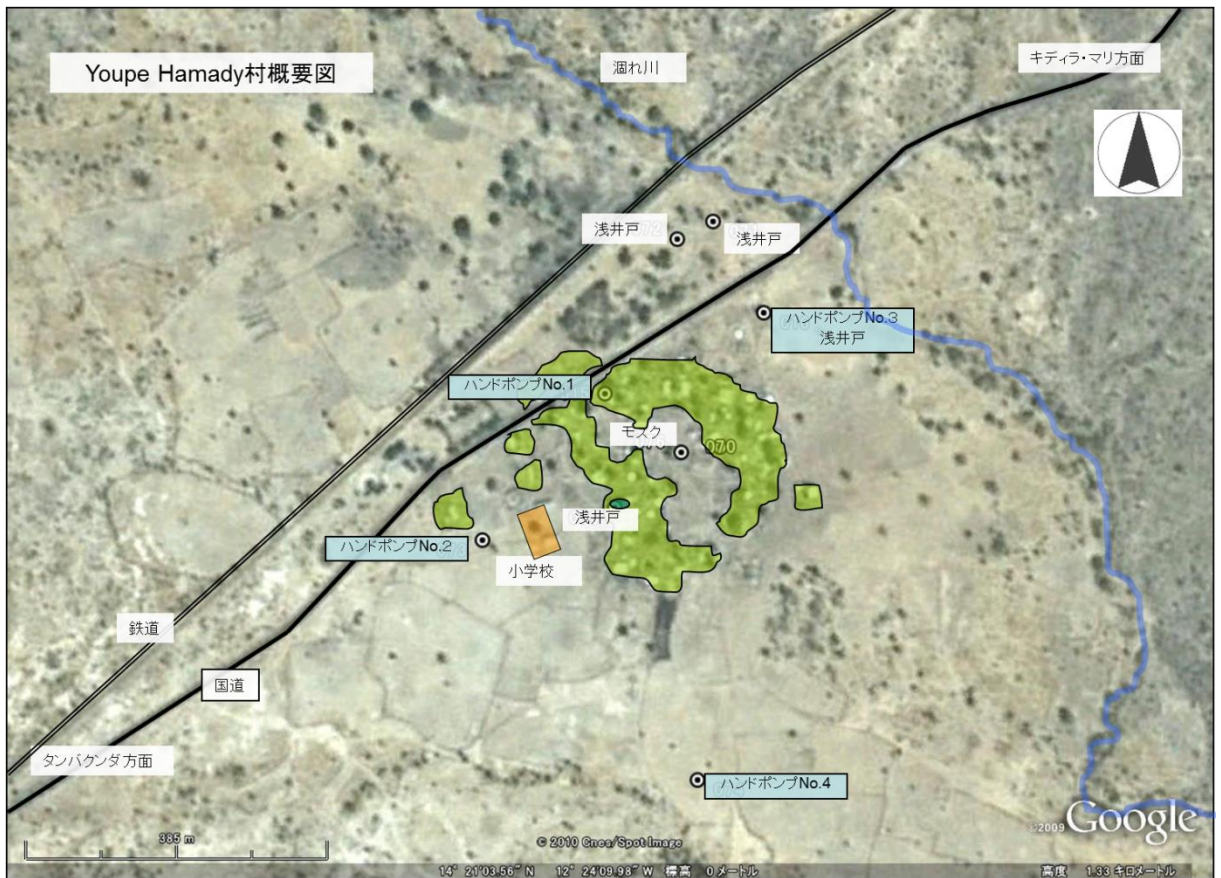 Youpe Hamady村概要図
涸れ川
キディラ・マリ方面
浅井戸
浅井戸
ハンドポンプNo.3
浅井戸
ハンドポンプNo.1
モスク
070
浅井戸
ハンドポンプNo.2
小学校
鉄道
国道
タンバクンダ方面
ハンドポンプNo.4
©2009 Google
385 m
© 2010 Cnes/Spot Image
14° 21'03.56" N 12° 24'09.98" W 標高 0 メートル
高度 1.33 キロメートル